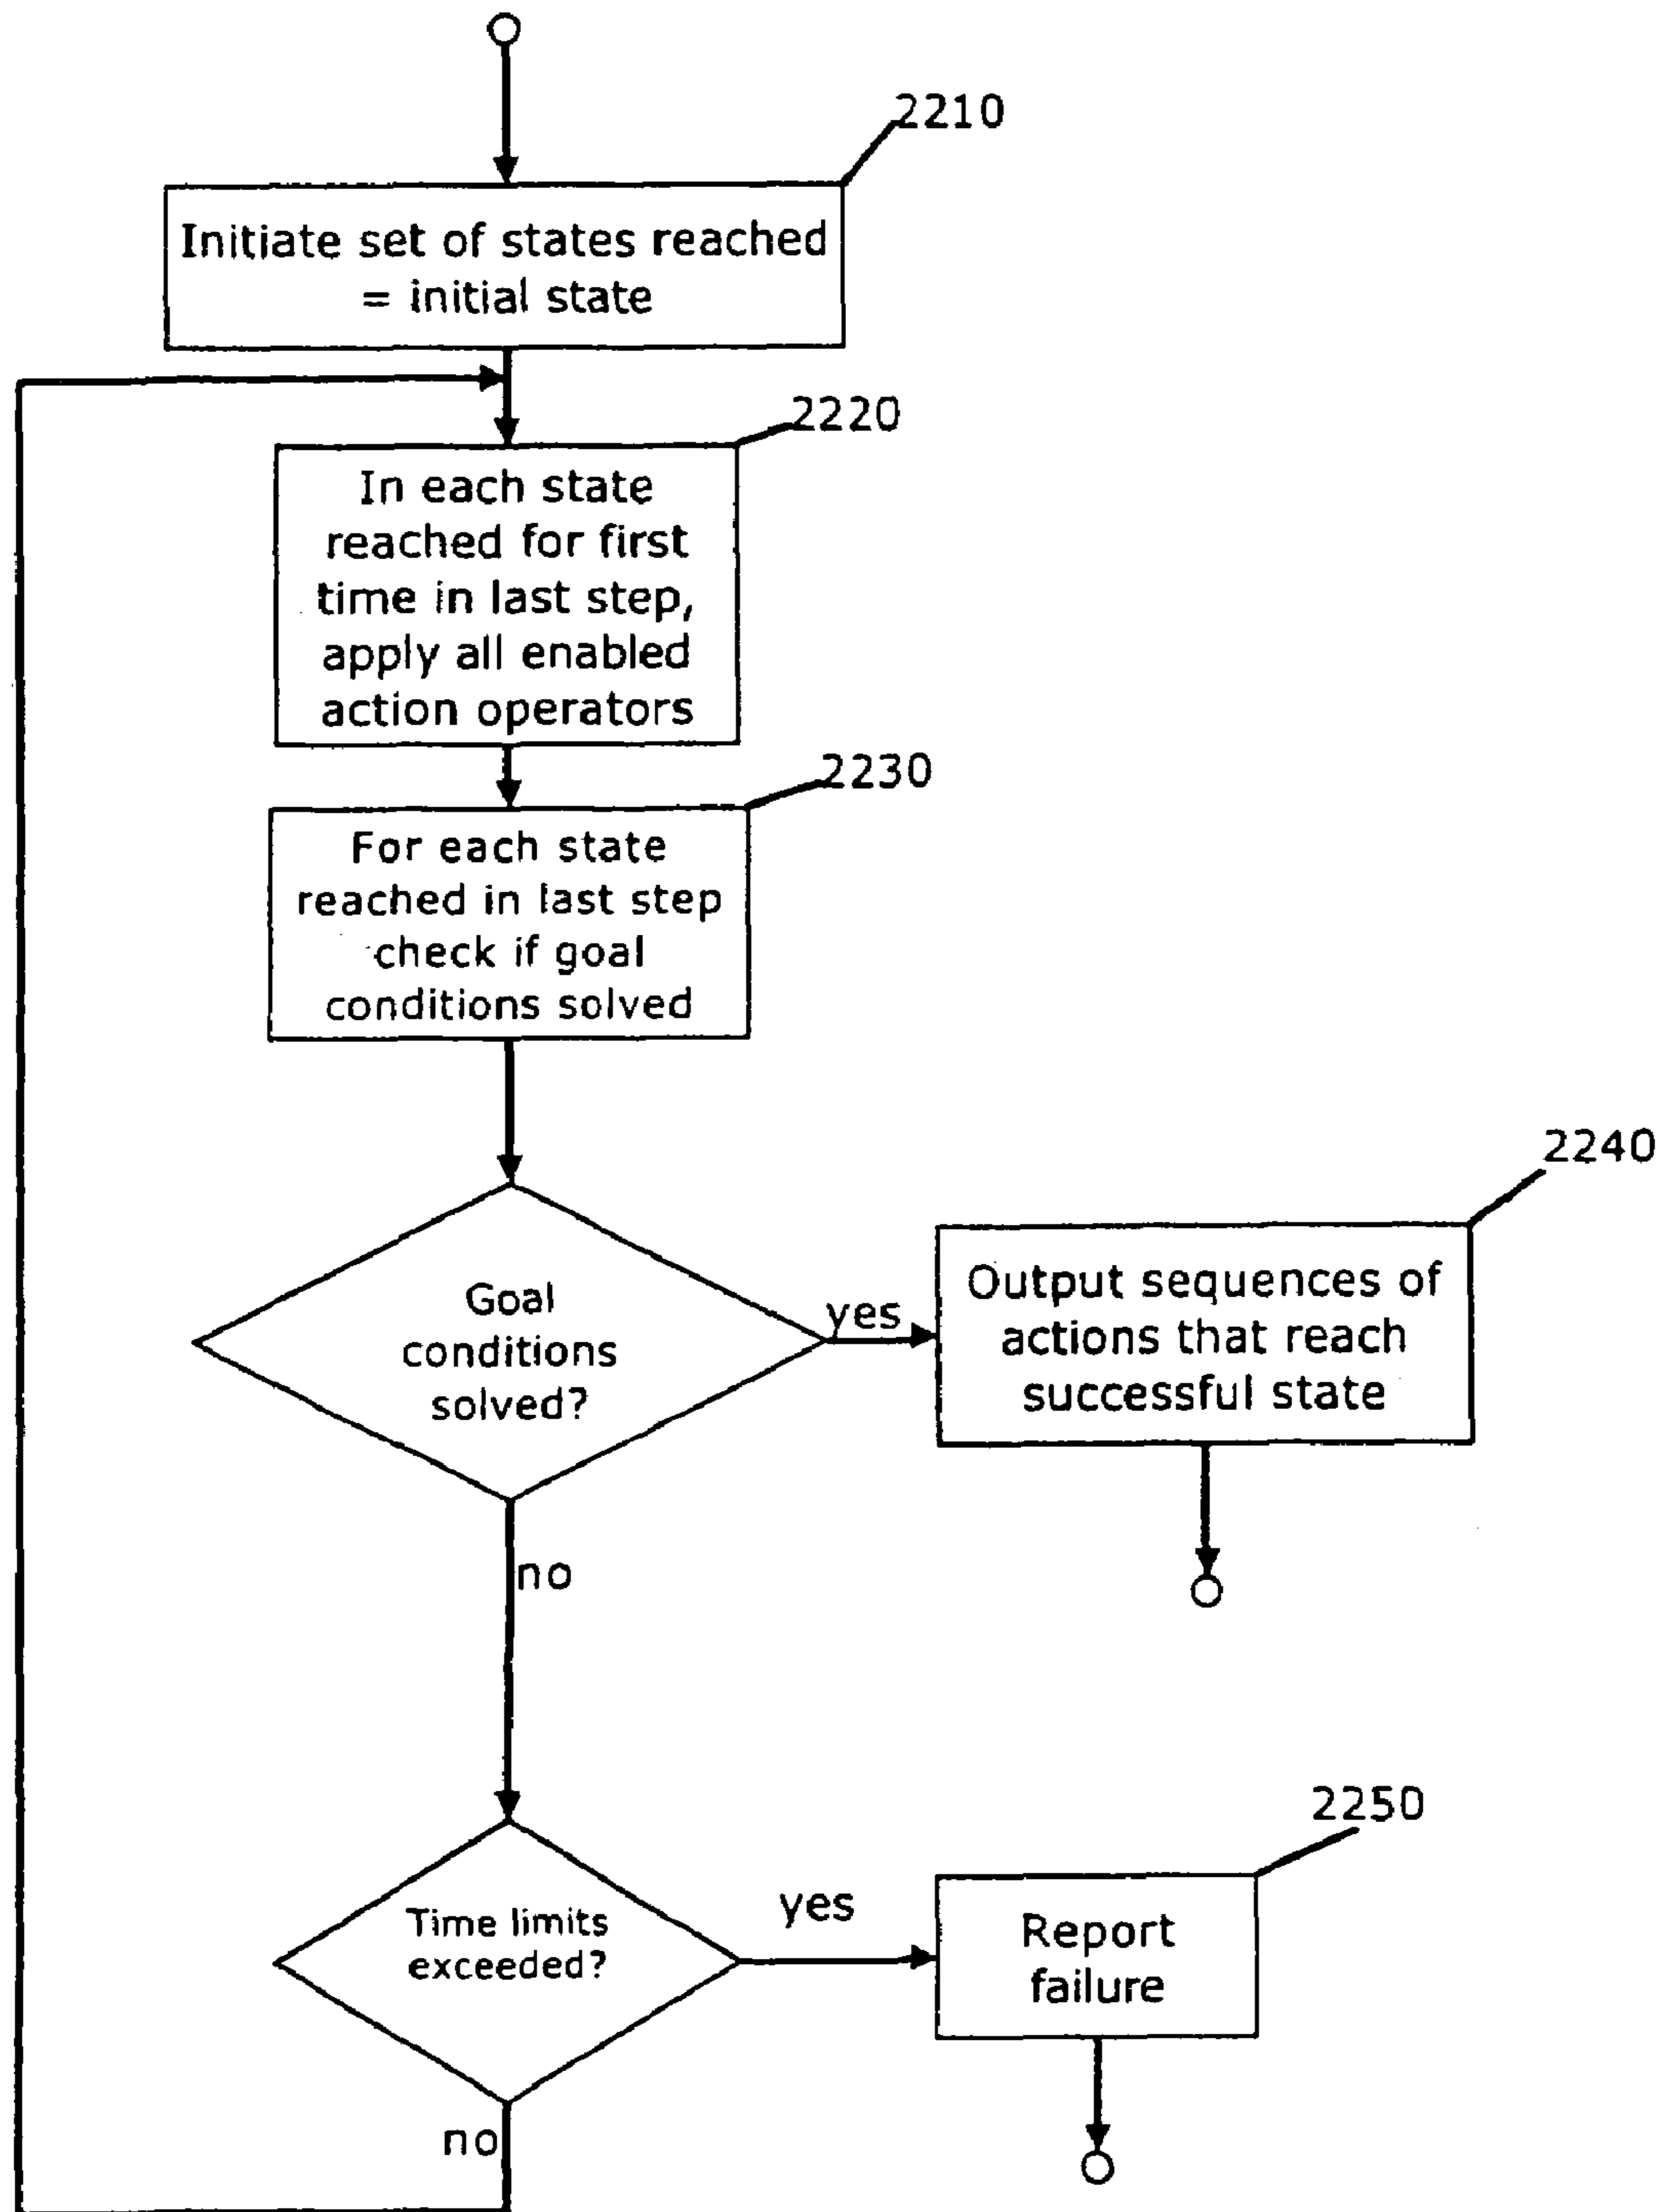 2210
Initiate set of states reached
= initial state
2220
In each state
reached for first
time in last step,
apply all enabled
action operators
2230
For each state
reached in last step
check if goal
conditions solved
2240
Goal
conditions
solved?
yes
Output sequences of
actions that reach
successful state
no
2250
Time limits
exceeded?
yes
Report
failure
no